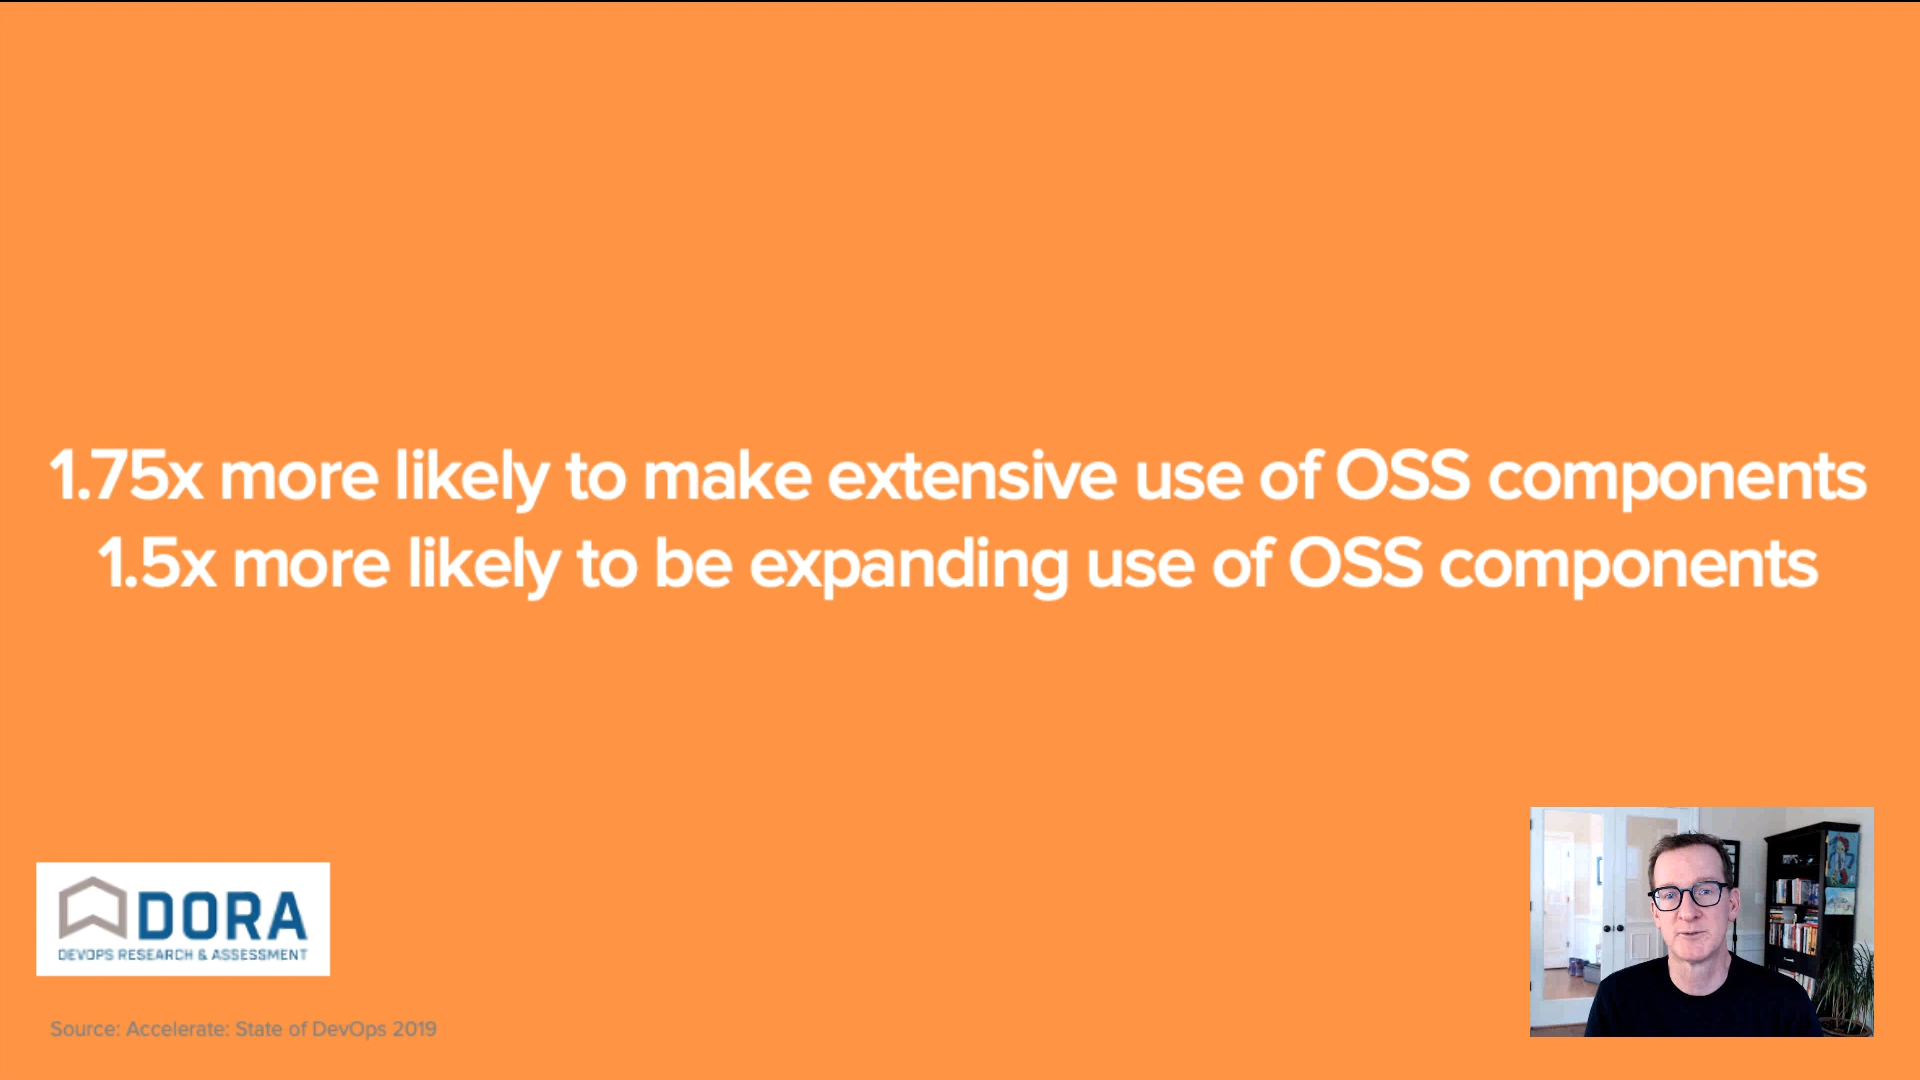 1.75x more likely to make extensive use of OSS components
1.5x more likely to be expanding use of OSS components
DORA
DEVOPS RESEARCH & ASSESSMENT
Source: Accelerate: State of DevOps 2019